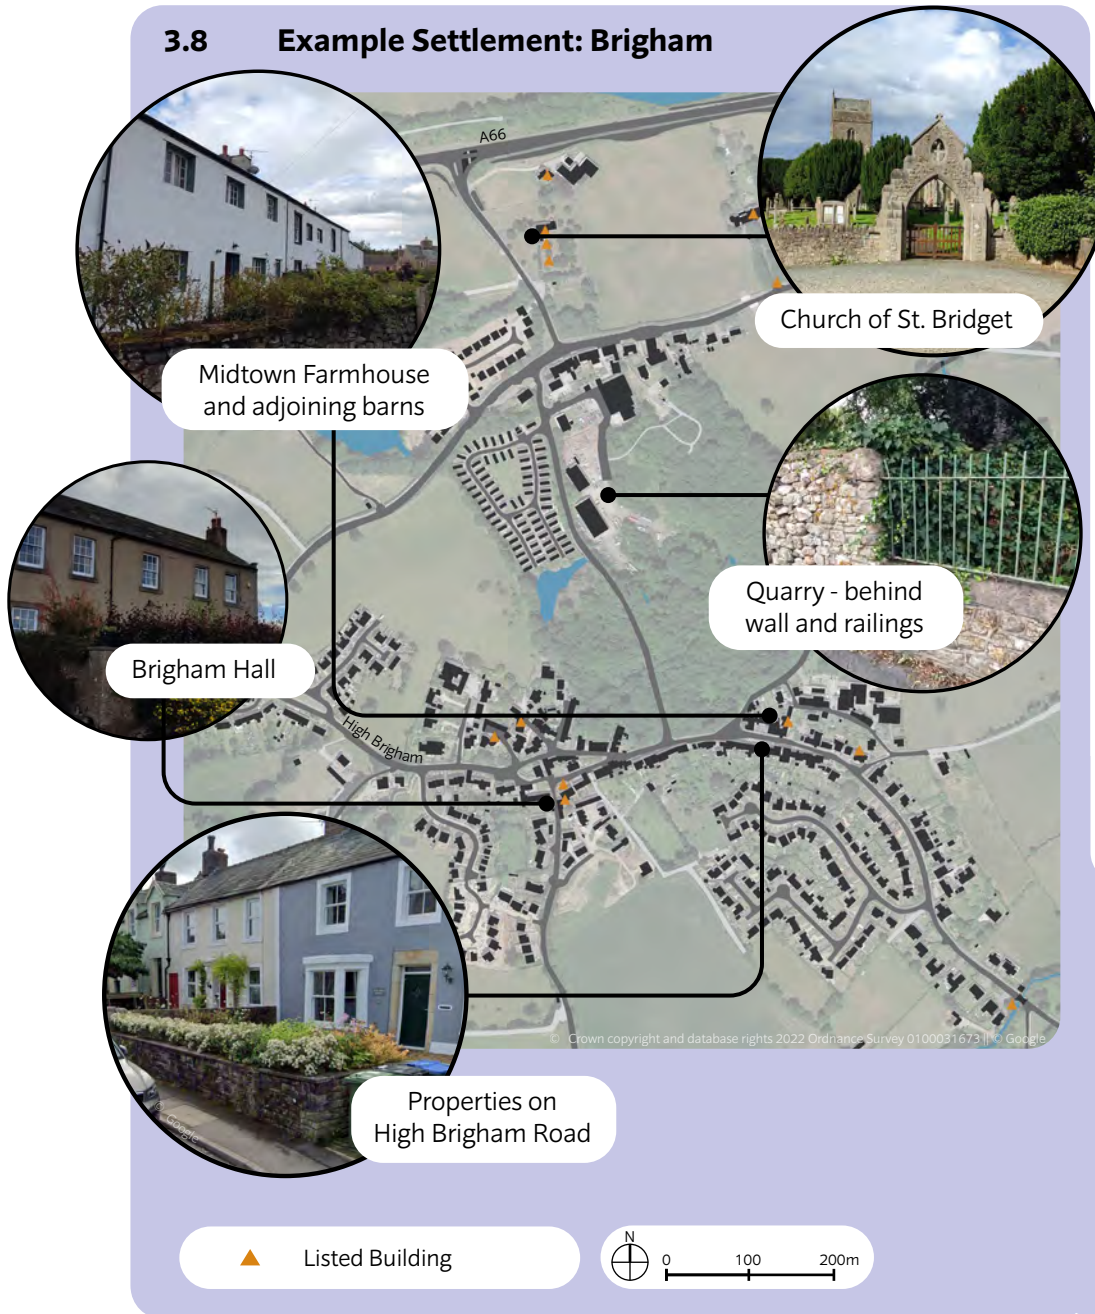 3.8 Example Settlement: Brigham
A66
Church of St. Bridget
Midtown Farmhouse
and adjoining barns
Quarry - behind
wall and railings
Brigham Hall
High Brigham
© Crown copyright and database rights 2022 Ordnance Survey 0100031673 || © Google
Properties on
High Brigham Road
© Google
Listed Building
N
0 100 200m